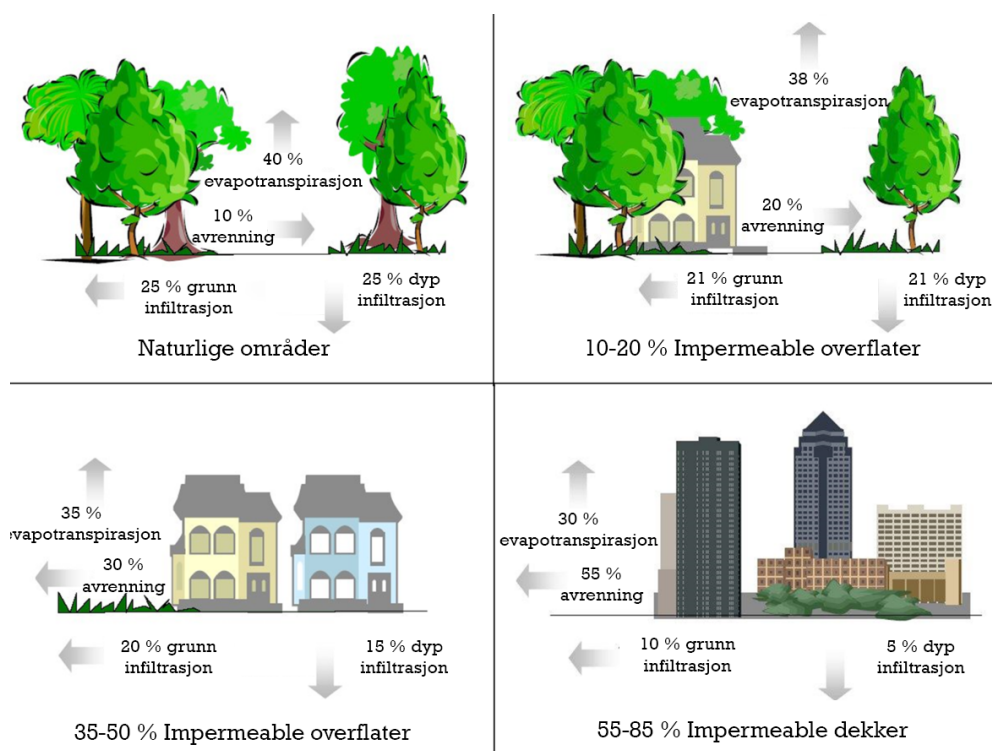 40 %
evapotranspirasjon
10 %
avrenning
25 % grunn
infiltrasjon
25 % dyp
infiltrasjon
Naturlige områder
38 %
evapotranspirasjon
20 %
avrenning
21 % grunn
infiltrasjon
21 % dyp
infiltrasjon
10-20 % Impermeable overflater
35 %
evapotranspirasjon
30 %
avrenning
20 % grunn
infiltrasjon
15 % dyp
infiltrasjon
35-50 % Impermeable overflater
30 %
evapotranspirasjon
55 %
avrenning
10 % grunn
infiltrasjon
5 % dyp
infiltrasjon
55-85 % Impermeable dekker